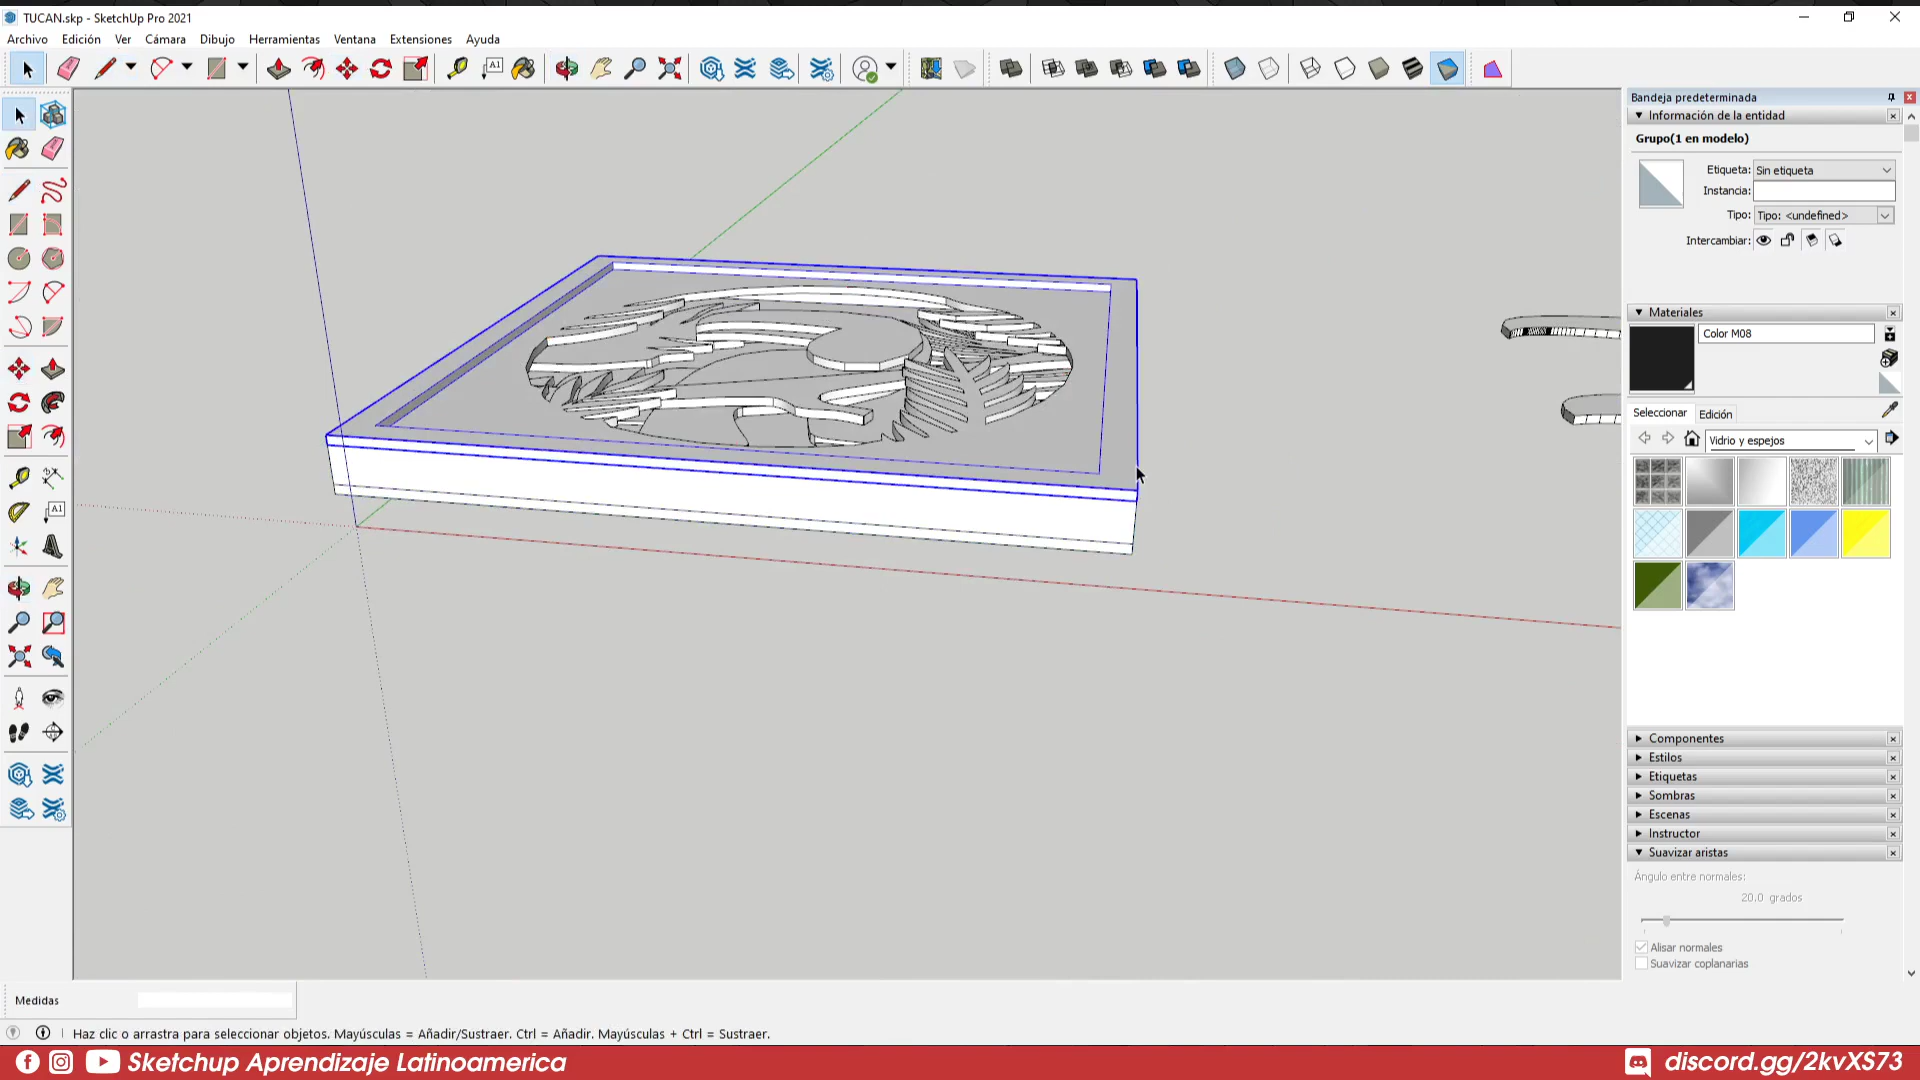 TUCAN.skp - SketchUp Pro 2021
Archivo Edición Ver Cámara Dibujo Herramientas Ventana Extensiones Ayuda
A1
Bandeja predeterminada
Información de la entidad
Grupo(1 en modelo)
Etiqueta: Sin etiqueta
Instancia:
Tipo: Tipo: <undefined>
Intercambiar:
Materiales
Color M08
Seleccionar Edición
Vidrio y espejos
A1
Componentes
Estilos
Etiquetas
Sombras
Escenas
Instructor
Suavizar aristas
Ángulo entre normales:
20.0 grados
Alisar normales
Suavizar coplanarias
Medidas
Haz clic o arrastra para seleccionar objetos. Mayúsculas = Añadir/Sustraer. Ctrl = Añadir. Mayúsculas + Ctrl = Sustraer.
Sketchup Aprendizaje Latinoamerica
discord.gg/2kvXS73